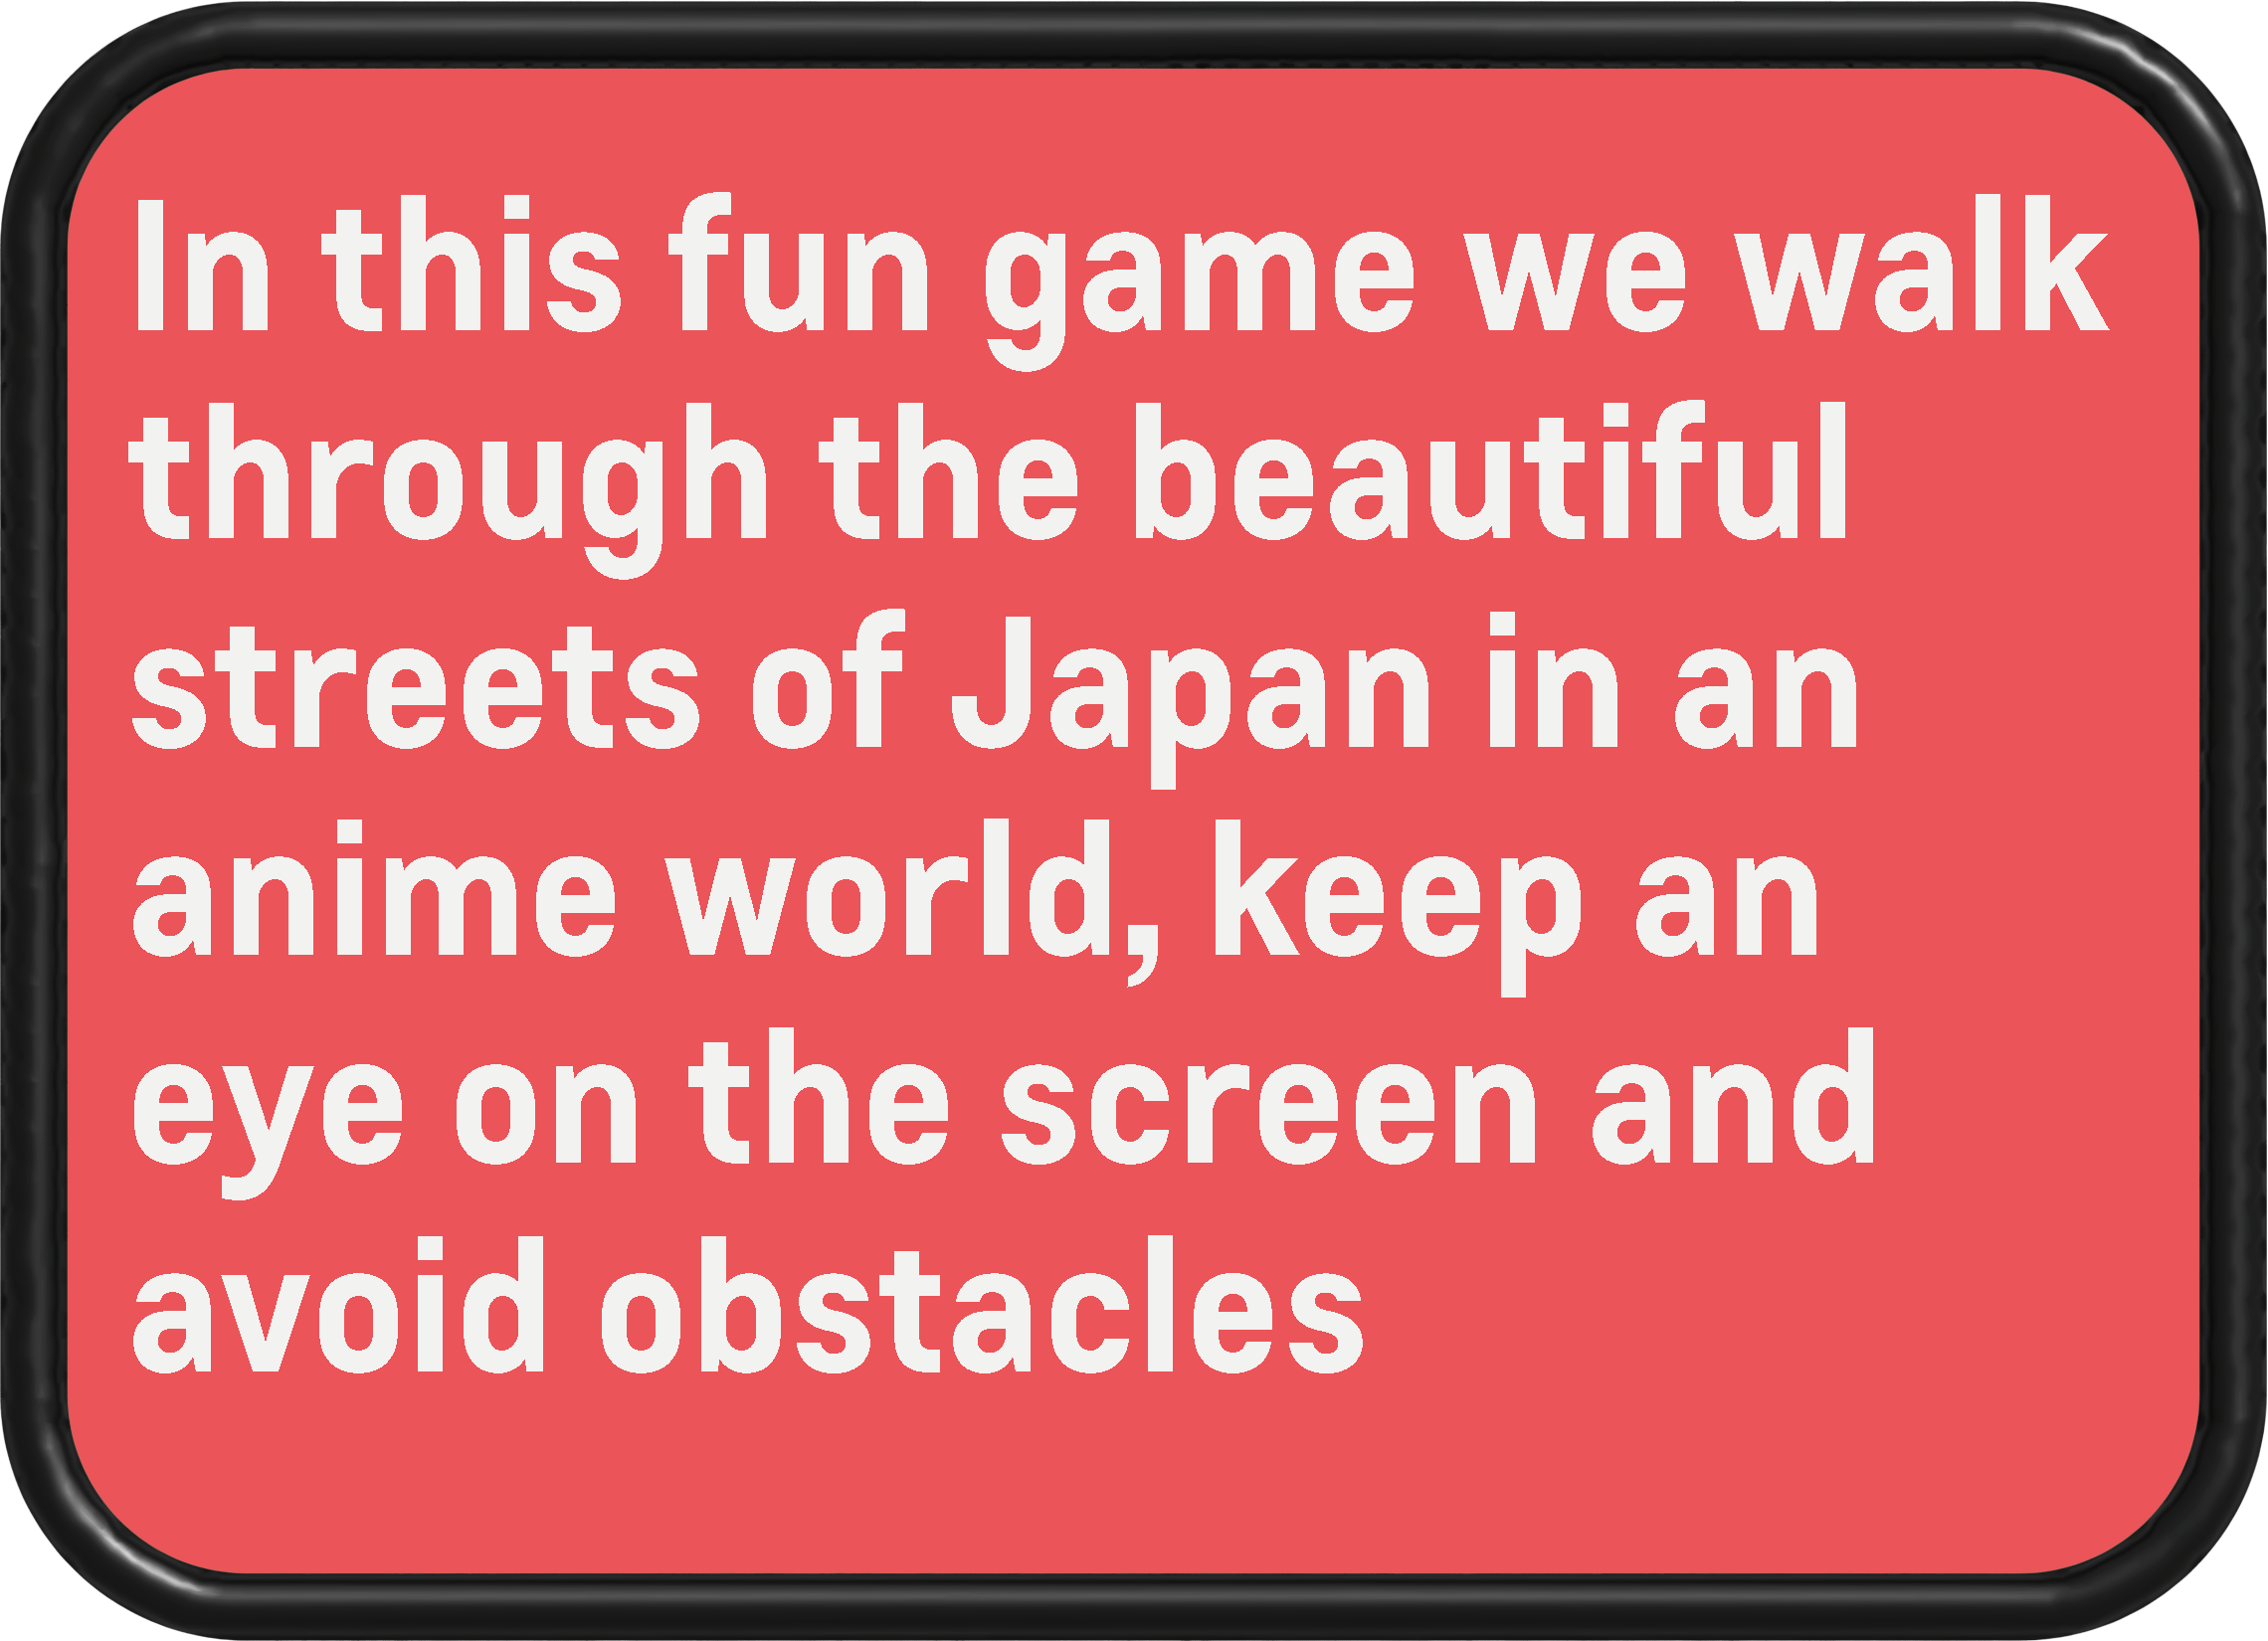 In this fun game we walk
through the beautiful
streets of Japan in an
anime world, keep an
eye on the screen and
avoid obstacles